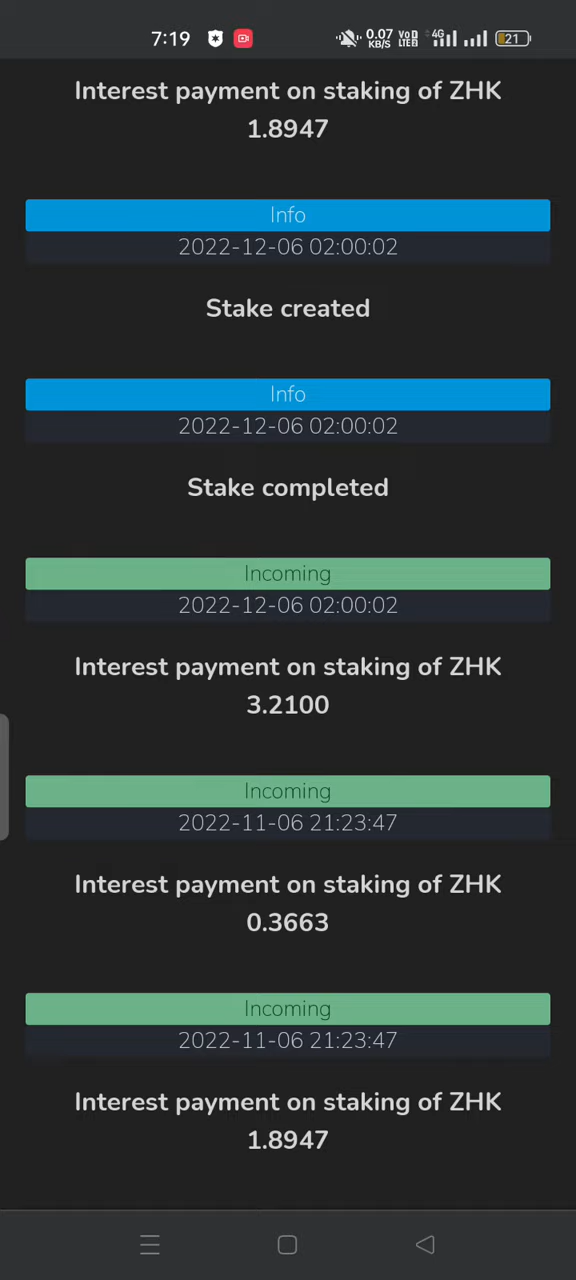 7:19 0.07 KB/S Vo LTE2 4G 21
Interest payment on staking of ZHK
1.8947
Info
2022-12-06 02:00:02
Stake created
Info
2022-12-06 02:00:02
Stake completed
Incoming
2022-12-06 02:00:02
Interest payment on staking of ZHK
3.2100
Incoming
2022-11-06 21:23:47
Interest payment on staking of ZHK
0.3663
Incoming
2022-11-06 21:23:47
Interest payment on staking of ZHK
1.8947